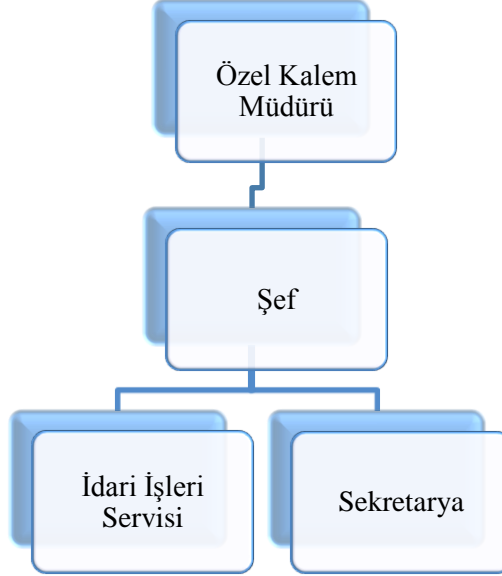 Özel Kalem
Müdürü
Şef
İdari İşleri
Servisi
Sekretarya